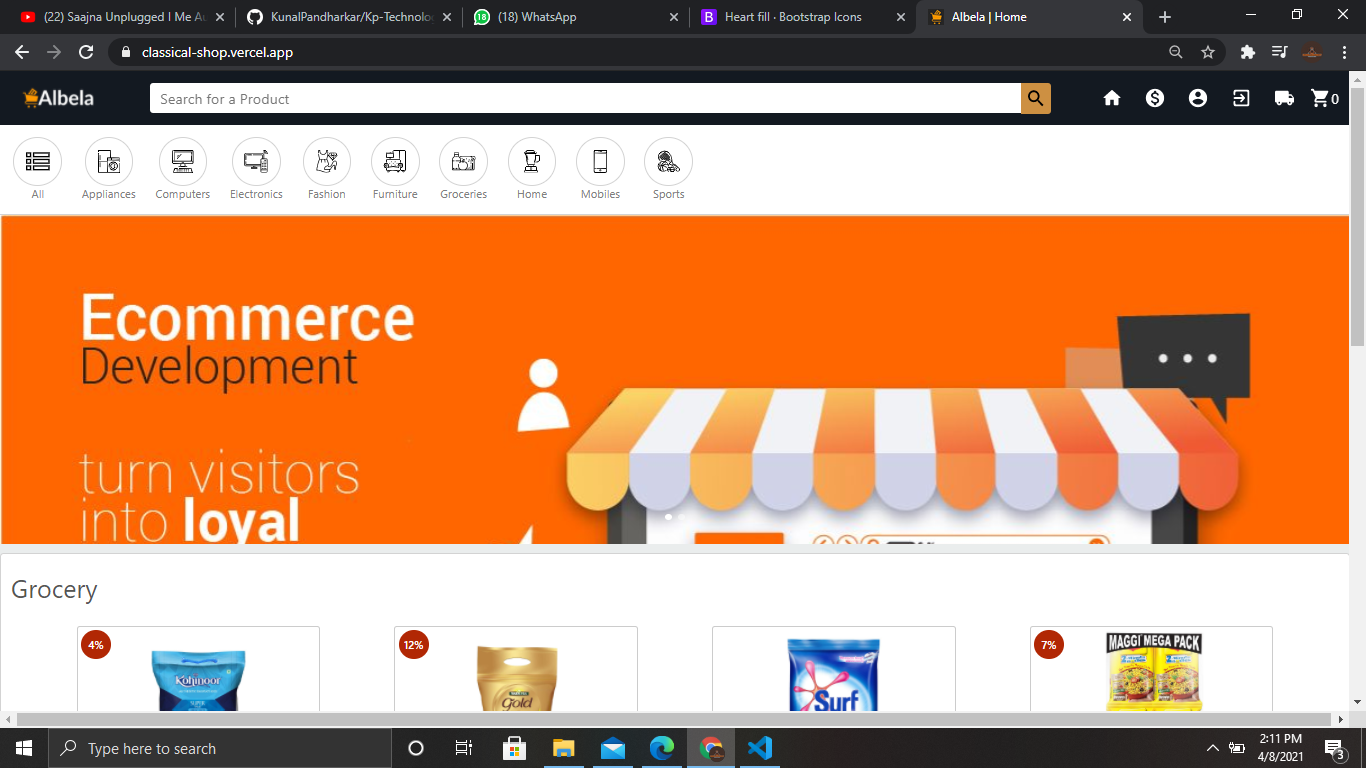 (22) Saajna Unplugged I Me Au
KunalPandharkar/Kp-Technolo
(18) WhatsApp
Heart fill · Bootstrap Icons
Albela | Home
classical-shop.vercel.app
Albela
Search for a Product
0
All
Appliances
Computers
Electronics
Fashion
Furniture
Groceries
Home
Mobiles
Sports
Ecommerce
Development
turn visitors
into loyal
Grocery
4%
12%
7%
Kohinoor
SUPER
Gold
Surf
MAGGI MEGA PACK
Type here to search
2:11 PM
4/8/2021
3